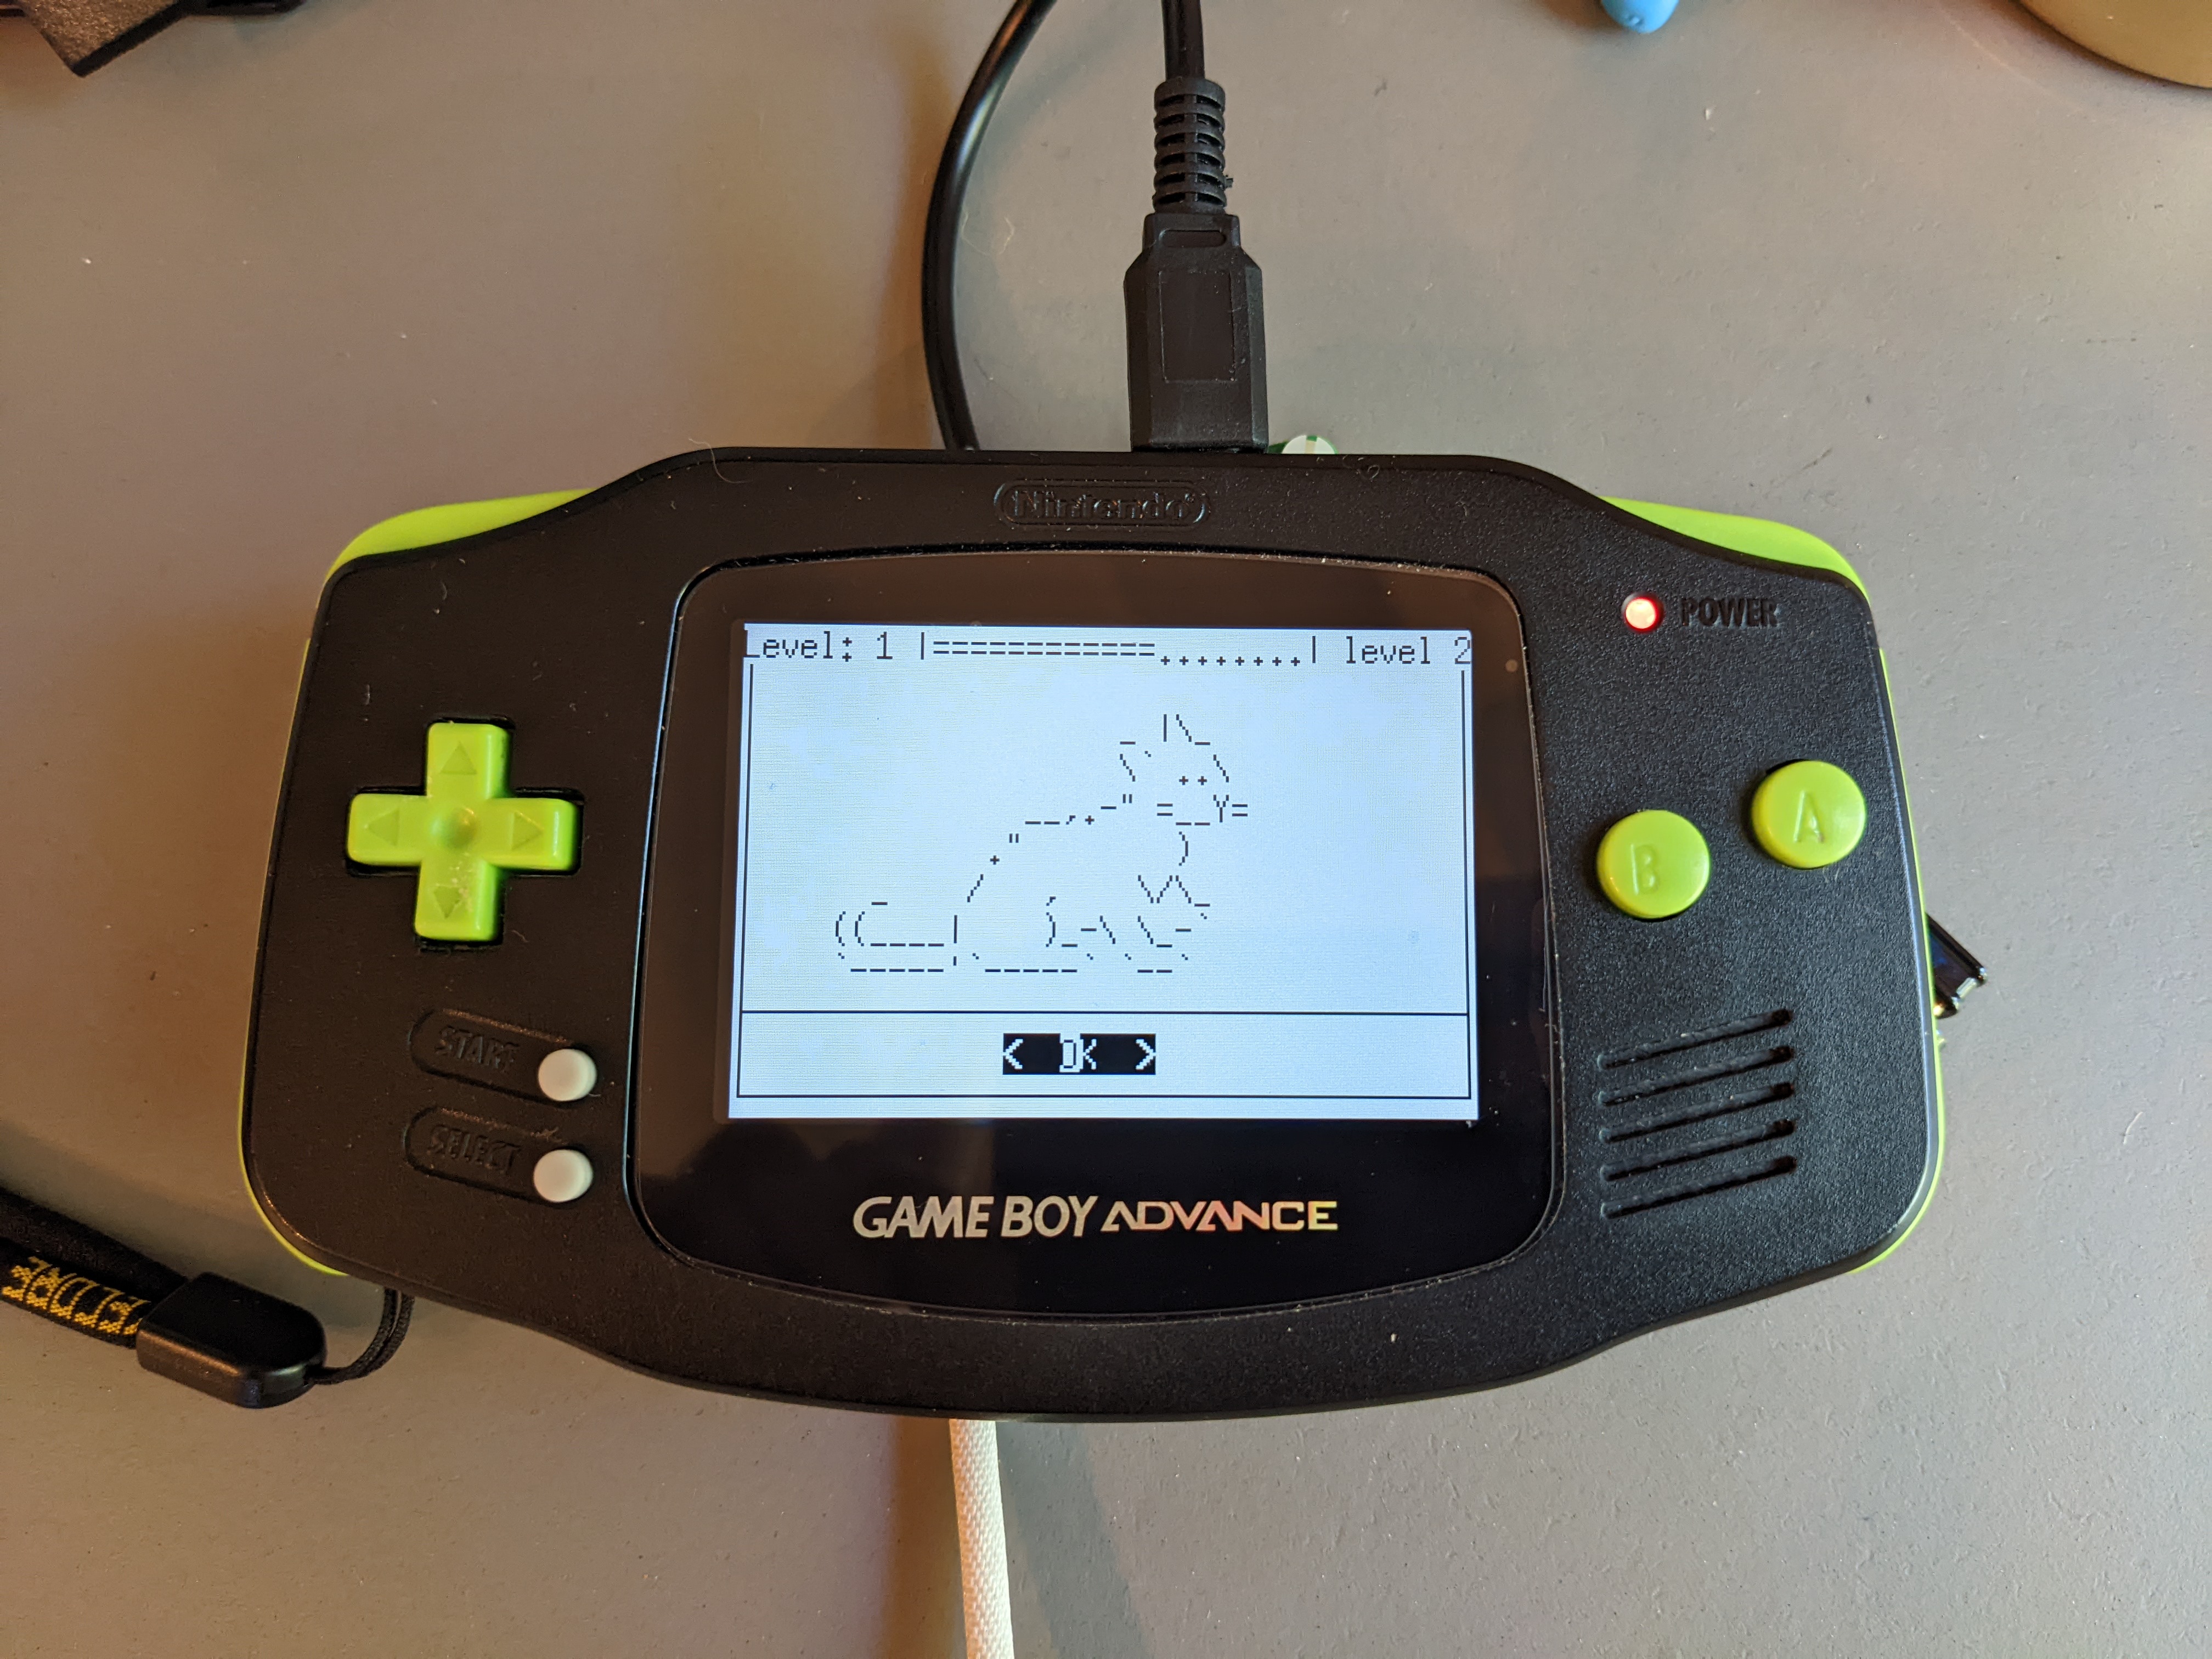 Nintendo®
POWER
Level: 1 |============........| level 2
A
B
< OK >
START
SELECT
GAME BOY ADVANCE